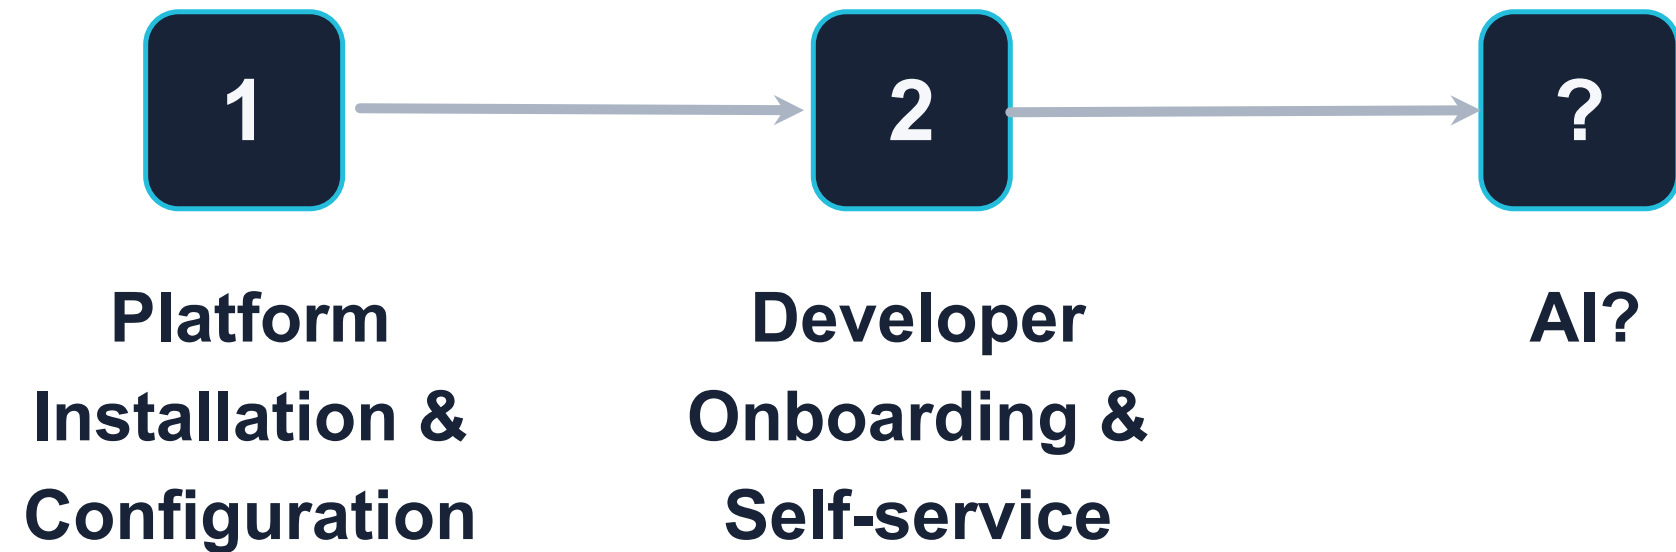 1
2
?
Platform
Installation &
Configuration
Developer
Onboarding &
Self-service
AI?